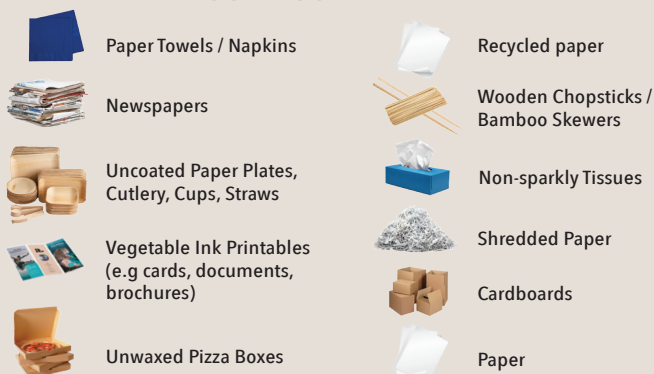 Paper Towels / Napkins
Newspapers
Uncoated Paper Plates,
Cutlery, Cups, Straws
Vegetable Ink Printables
(e.g cards, documents,
brochures)
Unwaxed Pizza Boxes
Recycled paper
Wooden Chopsticks /
Bamboo Skewers
Non-sparkly Tissues
Shredded Paper
Cardboards
Paper